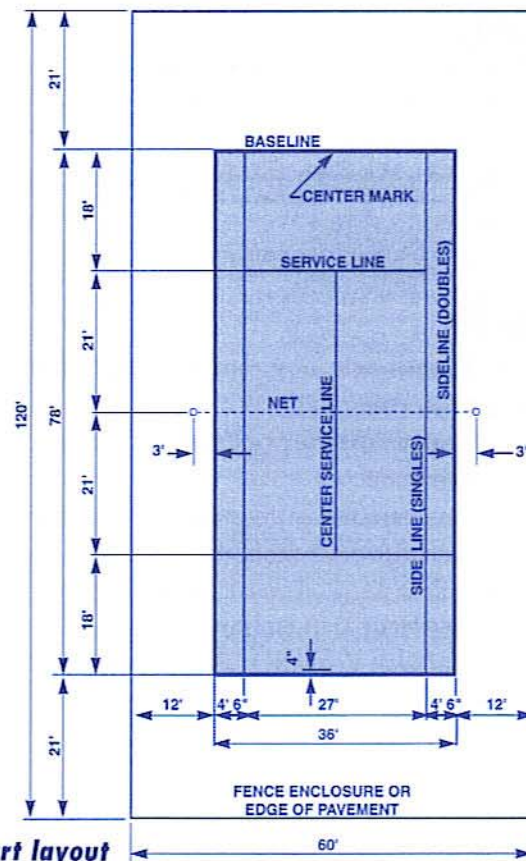 21'
BASELINE
CENTER MARK
18'
SERVICE LINE
SIDELINE (DOUBLES)
21'
120'
78'
NET
3'
3'
CENTER SERVICE LINE
SIDE LINE (SINGLES)
21'
18'
4"
12'
4' 6"
27'
4' 6"
12'
36'
21'
FENCE ENCLOSURE OR
EDGE OF PAVEMENT
rt layout
60'